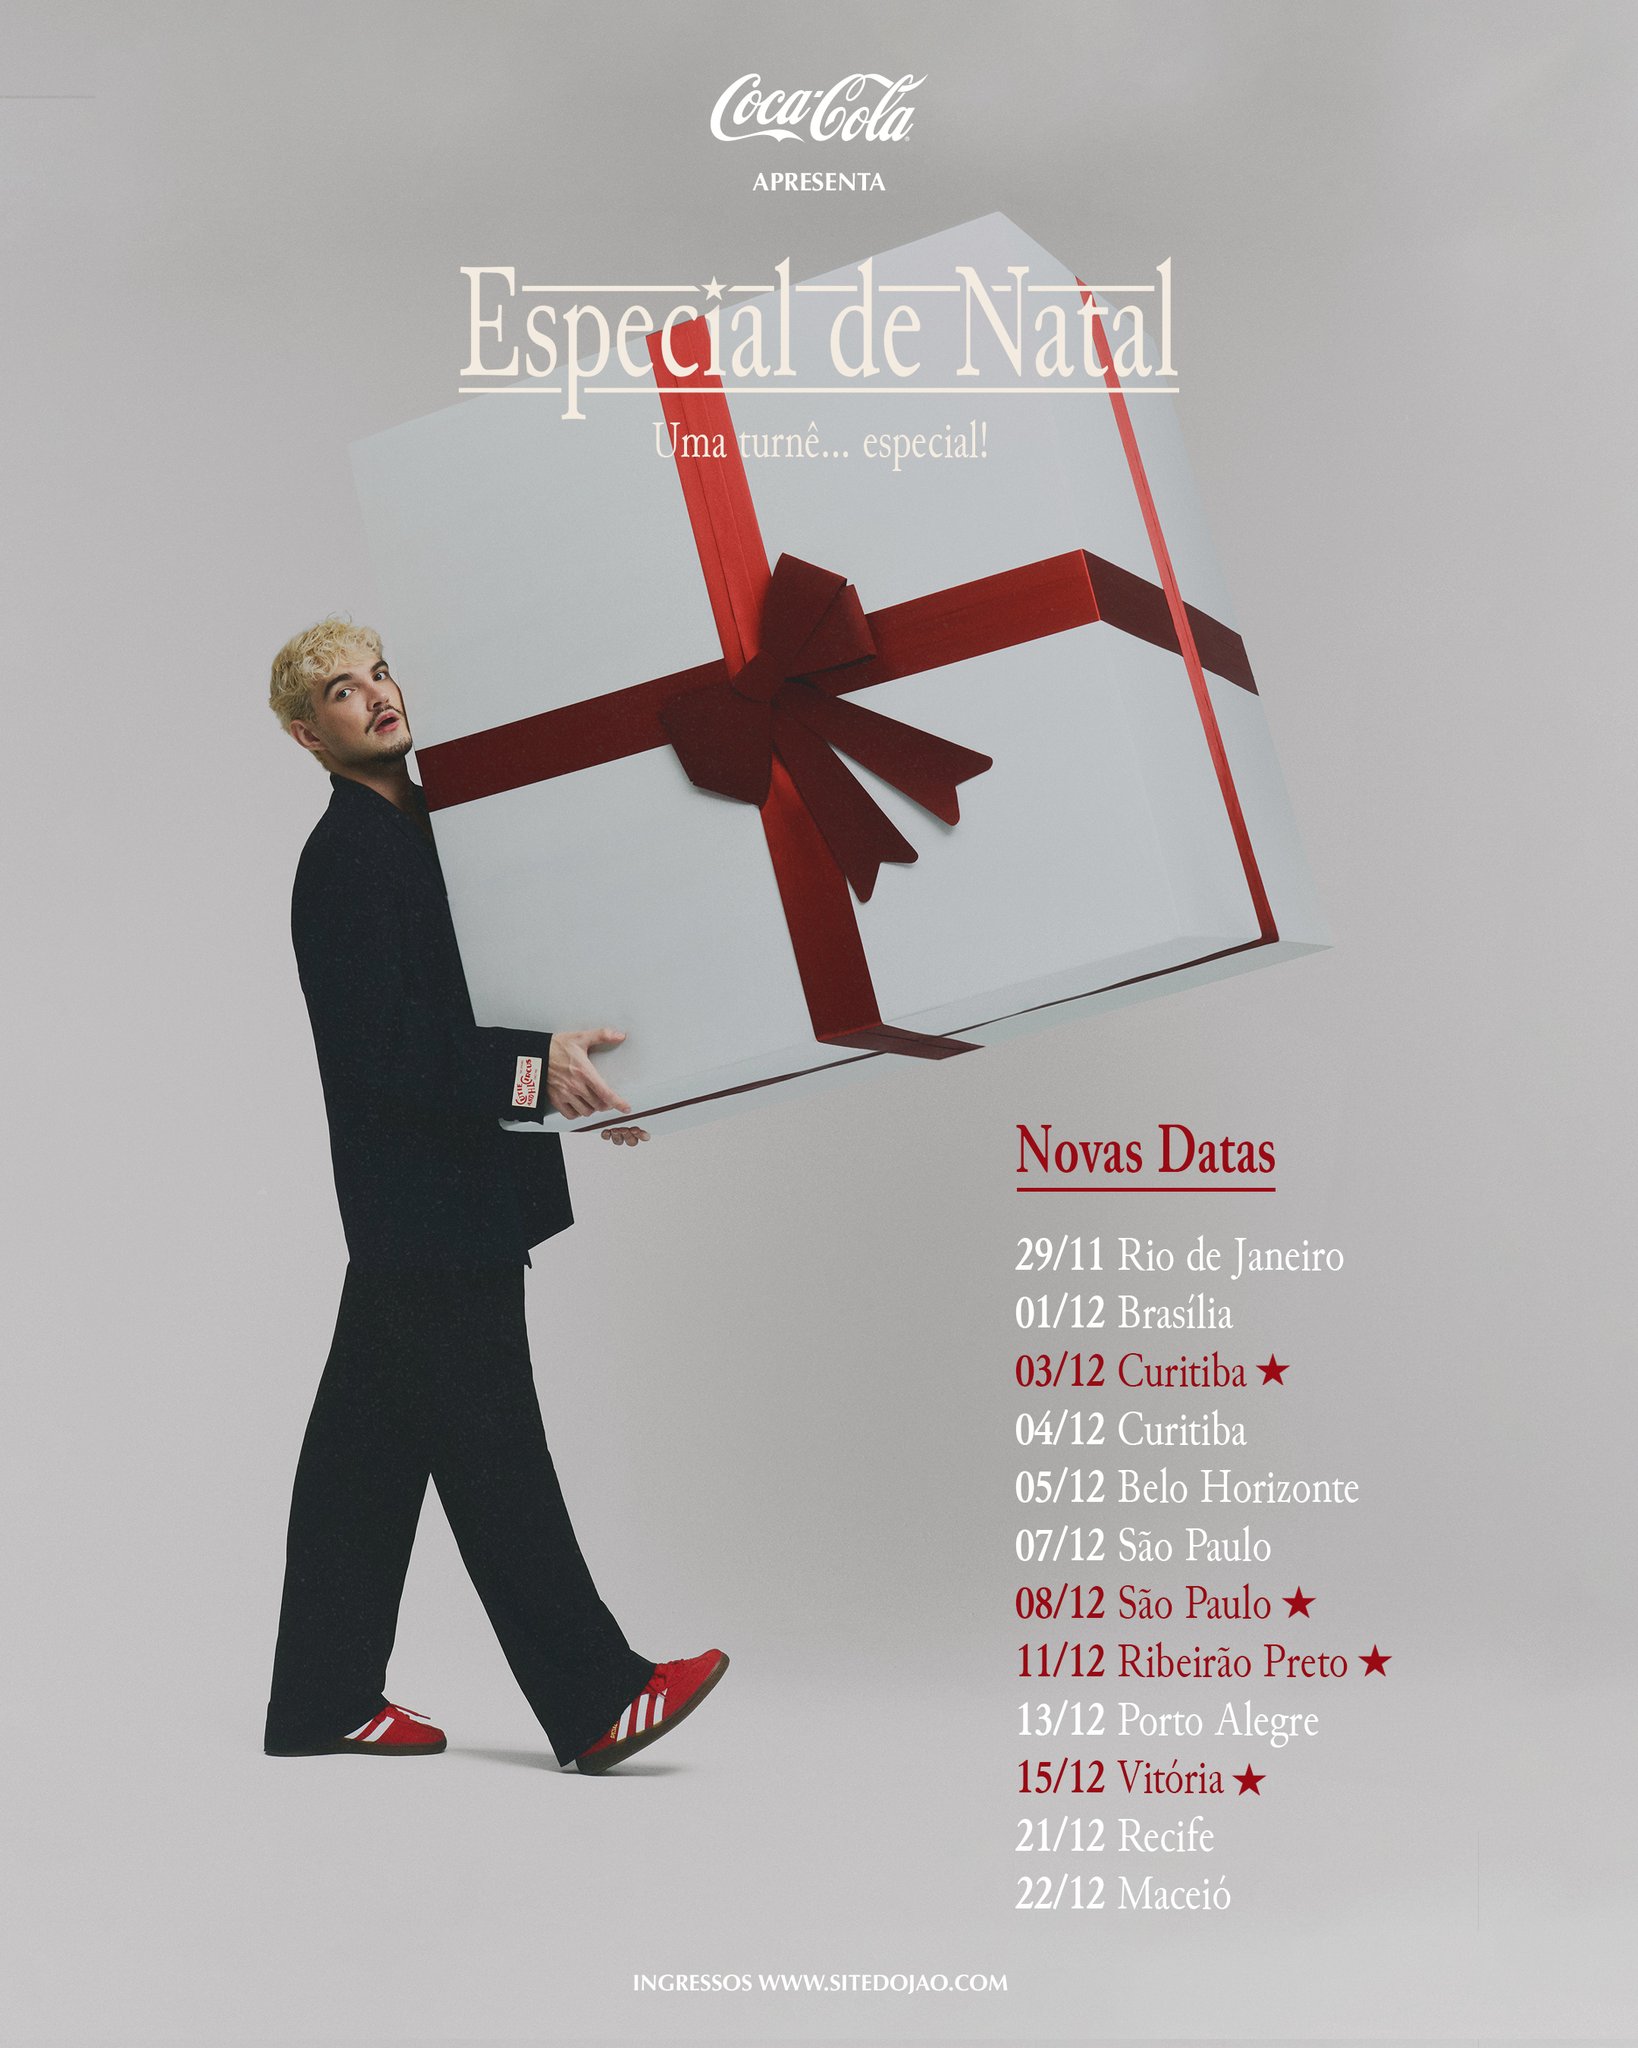 Coca-Cola
APRESENTA
Especial de Natal
Uma turnê... especial!
Novas Datas
29/11 Rio de Janeiro
01/12 Brasília
03/12 Curitiba ★
04/12 Curitiba
05/12 Belo Horizonte
07/12 São Paulo
08/12 São Paulo ★
11/12 Ribeirão Preto ★
13/12 Porto Alegre
15/12 Vitória ★
21/12 Recife
22/12 Maceió
INGRESSOS WWW.SITEDOJAO.COM